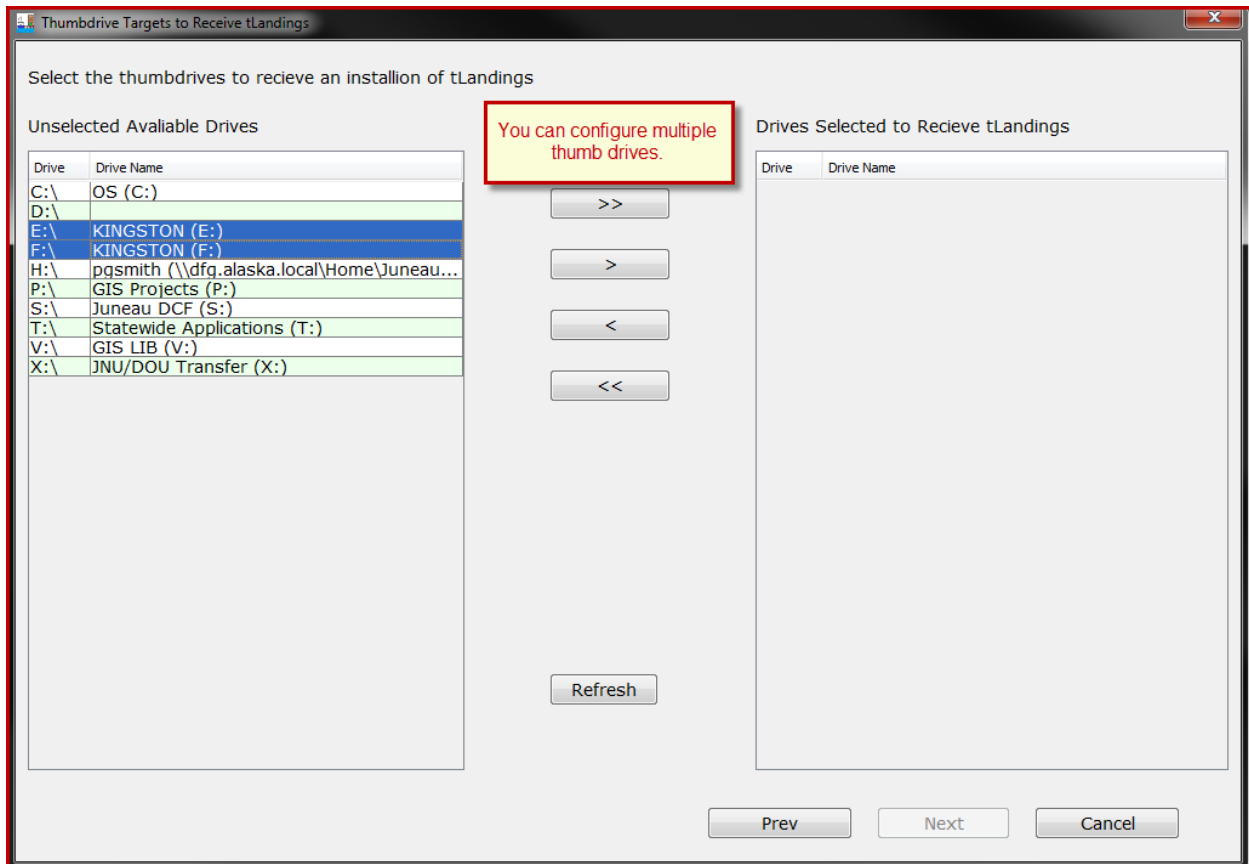 Thumbdrive Targets to Receive tLandings
Select the thumbdrives to recieve an installion of tLandings
Unselected Avaliable Drives
You can configure multiple
thumb drives.
Drives Selected to Recieve tLandings
Drive Drive Name
C:\ OS (C:)
D:\
E:\ KINGSTON (E:)
F:\ KINGSTON (F:)
H:\ pgsmith (\\dfg.alaska.local\Home\Juneau...
P:\ GIS Projects (P:)
S:\ Juneau DCF (S:)
T:\ Statewide Applications (T:)
V:\ GIS LIB (V:)
X:\ JNU/DOU Transfer (X:)
>>
>
<
<<
Refresh
Drive Drive Name
Prev Next Cancel